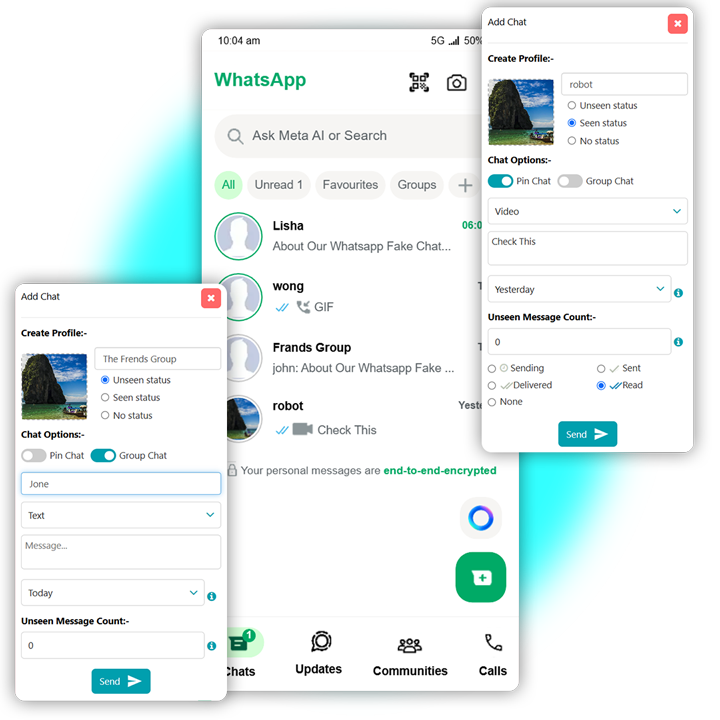 10:04 am 5G 50%
WhatsApp
Ask Meta AI or Search
All Unread 1 Favourites Groups
Lisha
About Our Whatsapp Fake Chat...
wong
GIF
Frands Group
john: About Our Whatsapp Fake ...
robot
Check This
Your personal messages are end-to-end-encrypted
1
Chats Updates Communities Calls
Add Chat
Create Profile:-
robot
Unseen status
Seen status
No status
Chat Options:-
Pin Chat Group Chat
Video
Check This
Yesterday
Unseen Message Count:-
0
Sending Sent
Delivered Read
None
Send
Add Chat
Create Profile:-
The Frends Group
Unseen status
Seen status
No status
Chat Options:-
Pin Chat Group Chat
Jone
Text
Message...
Today
Unseen Message Count:-
0
Send